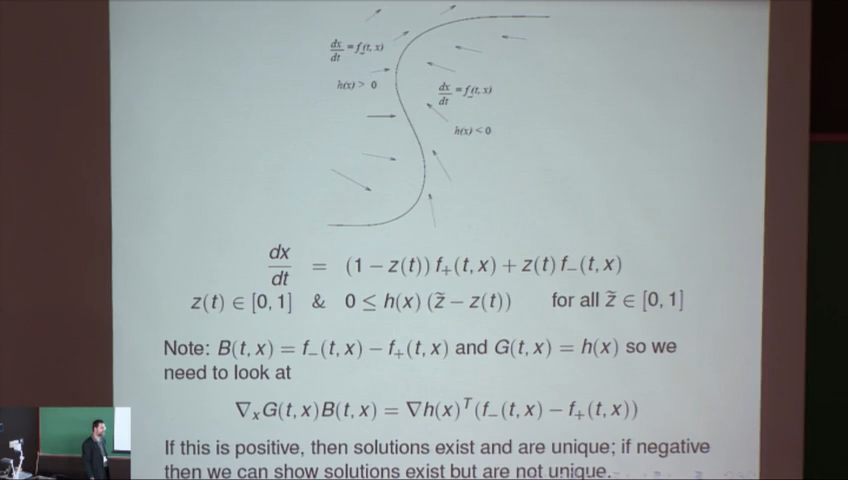 dx/dt = f₊(t, x)
h(x) > 0
dx/dt = f₋(t, x)
h(x) < 0
dx/dt = (1 − z(t)) f₊(t, x) + z(t) f₋(t, x)
z(t) ∈ [0, 1] & 0 ≤ h(x) (z̃ − z(t)) for all z̃ ∈ [0, 1]
Note: B(t, x) = f₋(t, x) − f₊(t, x) and G(t, x) = h(x) so we
need to look at
∇ₓG(t, x)B(t, x) = ∇h(x)ᵀ(f₋(t, x) − f₊(t, x))
If this is positive, then solutions exist and are unique; if negative
then we can show solutions exist but are not unique.